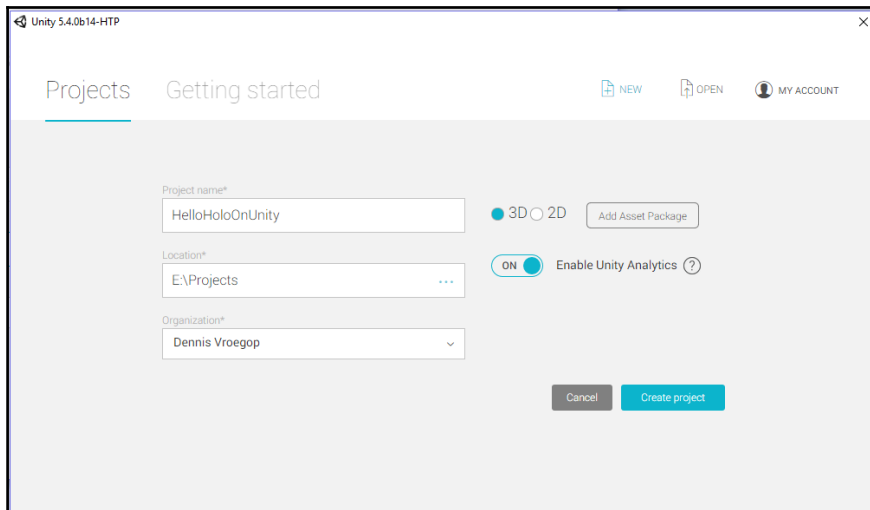 Unity 5.4.0b14-HTP
Projects Getting started NEW OPEN MY ACCOUNT
Project name*
HelloHoloOnUnity
3D 2D Add Asset Package
Location*
E:\Projects ...
ON Enable Unity Analytics ?
Organization*
Dennis Vroegop
Cancel Create project